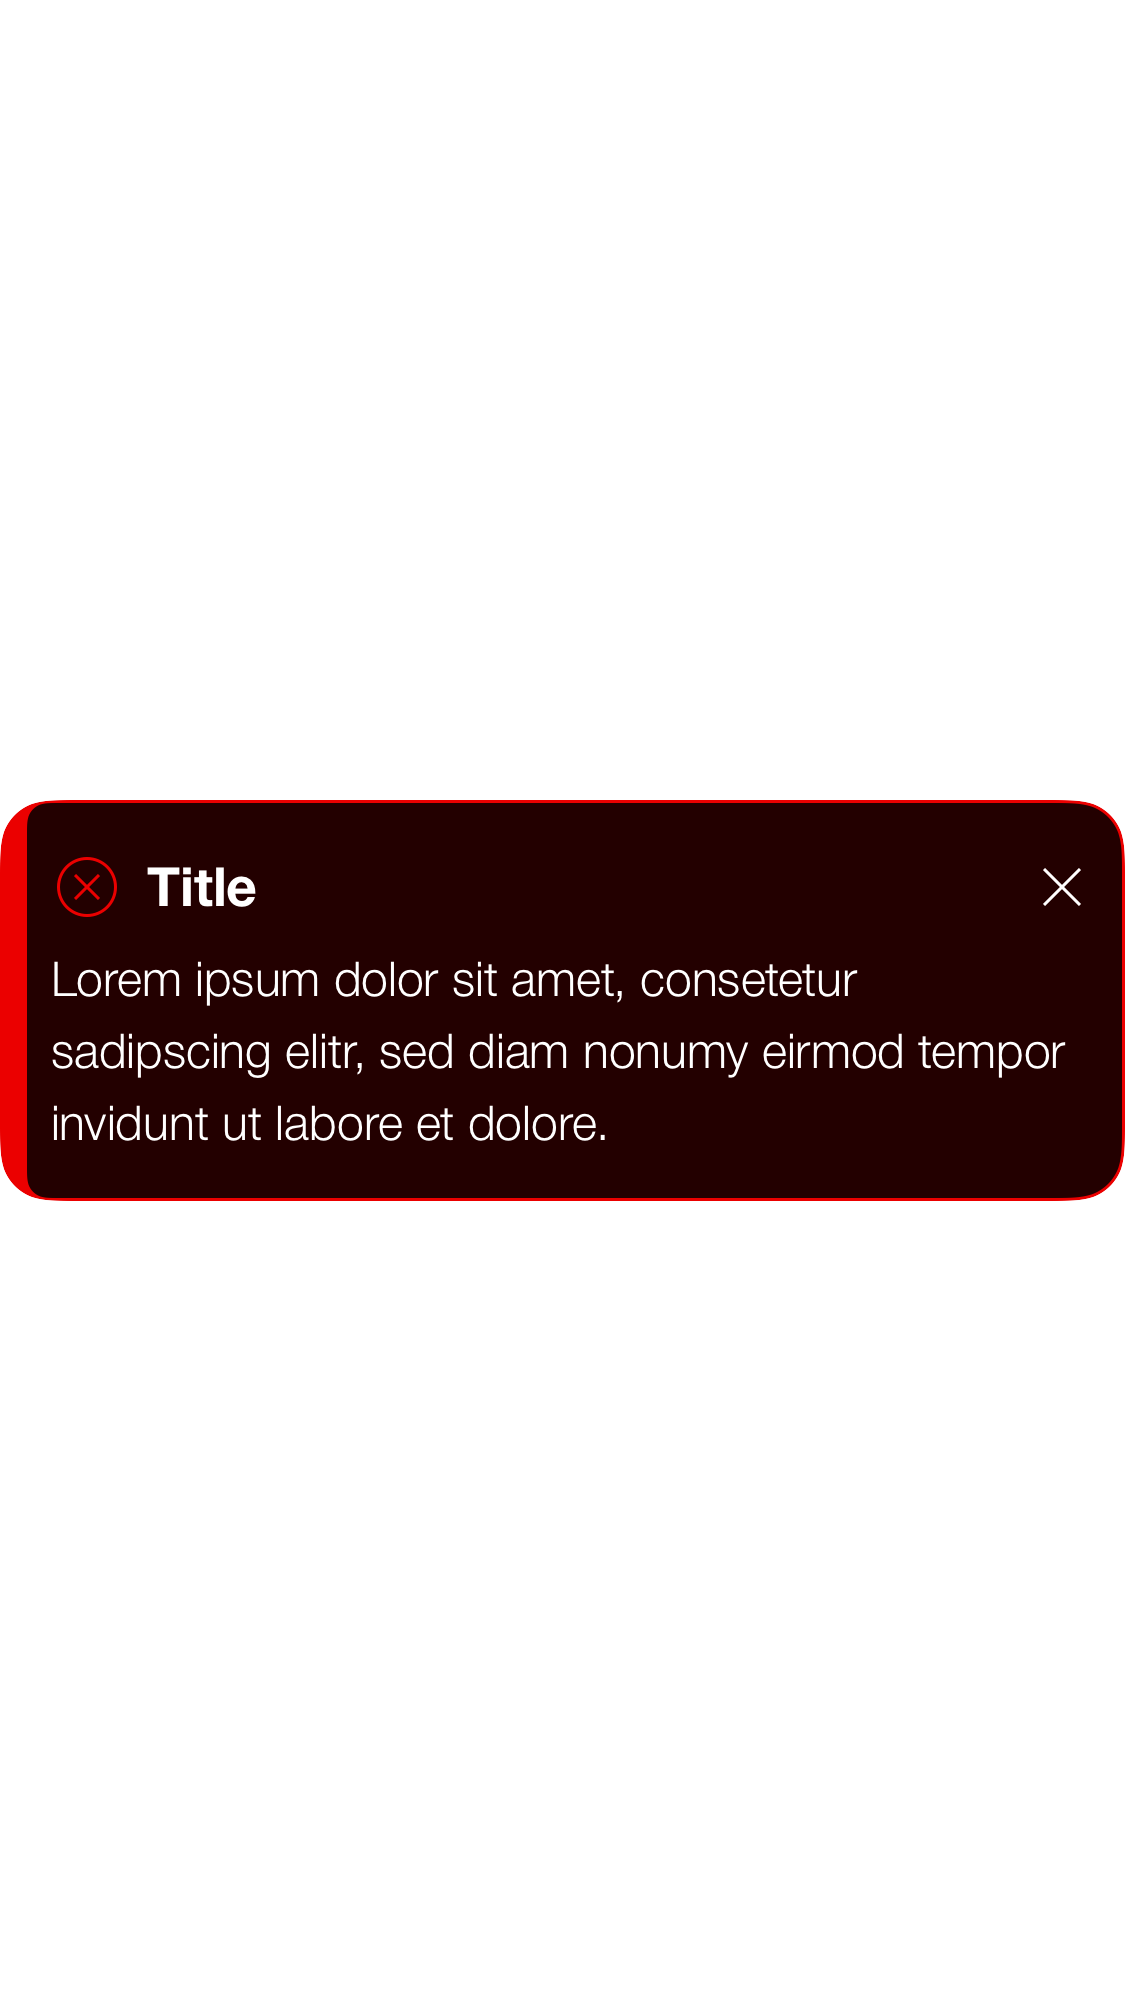 Title
Lorem ipsum dolor sit amet, consetetur
sadipscing elitr, sed diam nonumy eirmod tempor
invidunt ut labore et dolore.